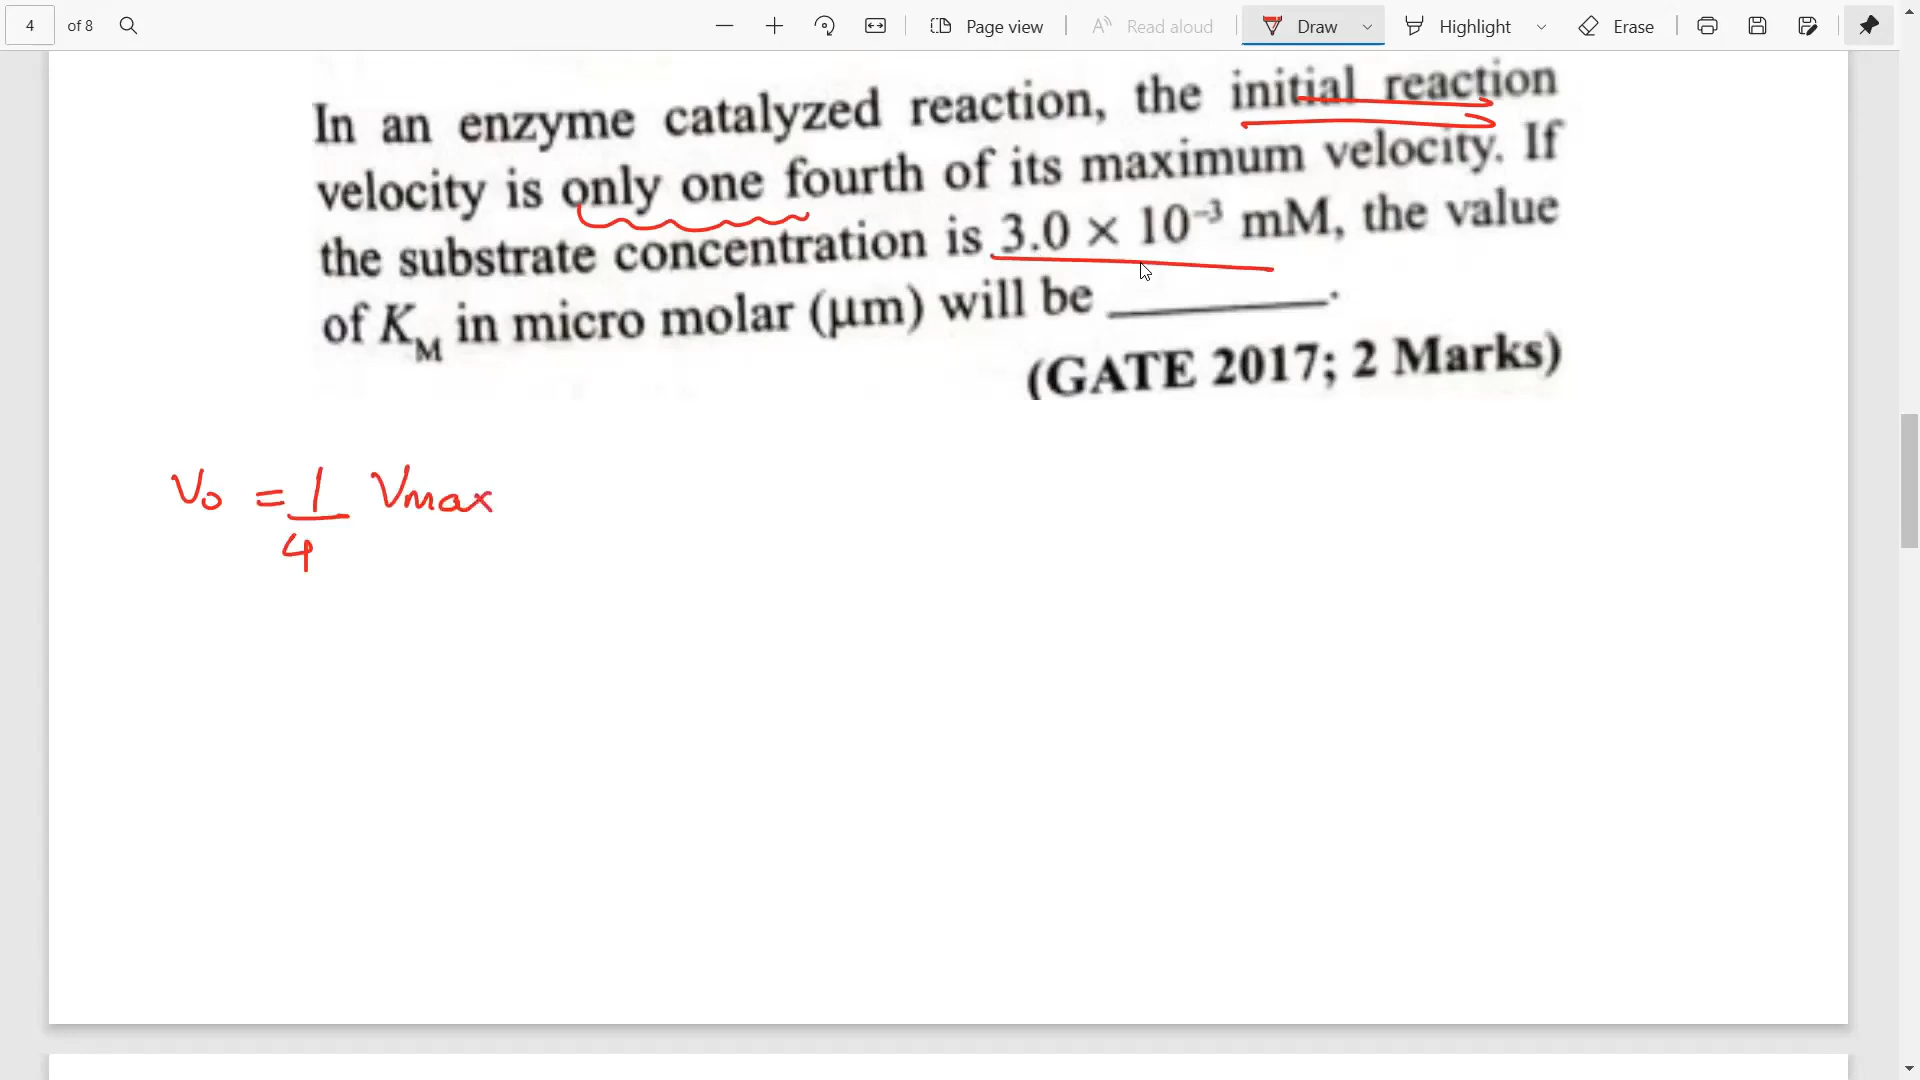 4 of 8 Page view Read aloud Draw Highlight Erase
In an enzyme catalyzed reaction, the initial reaction
velocity is only one fourth of its maximum velocity. If
the substrate concentration is 3.0 × 10⁻³ mM, the value
of K_M in micro molar (μm) will be ________.
(GATE 2017; 2 Marks)
V₀ = 1/4 Vmax